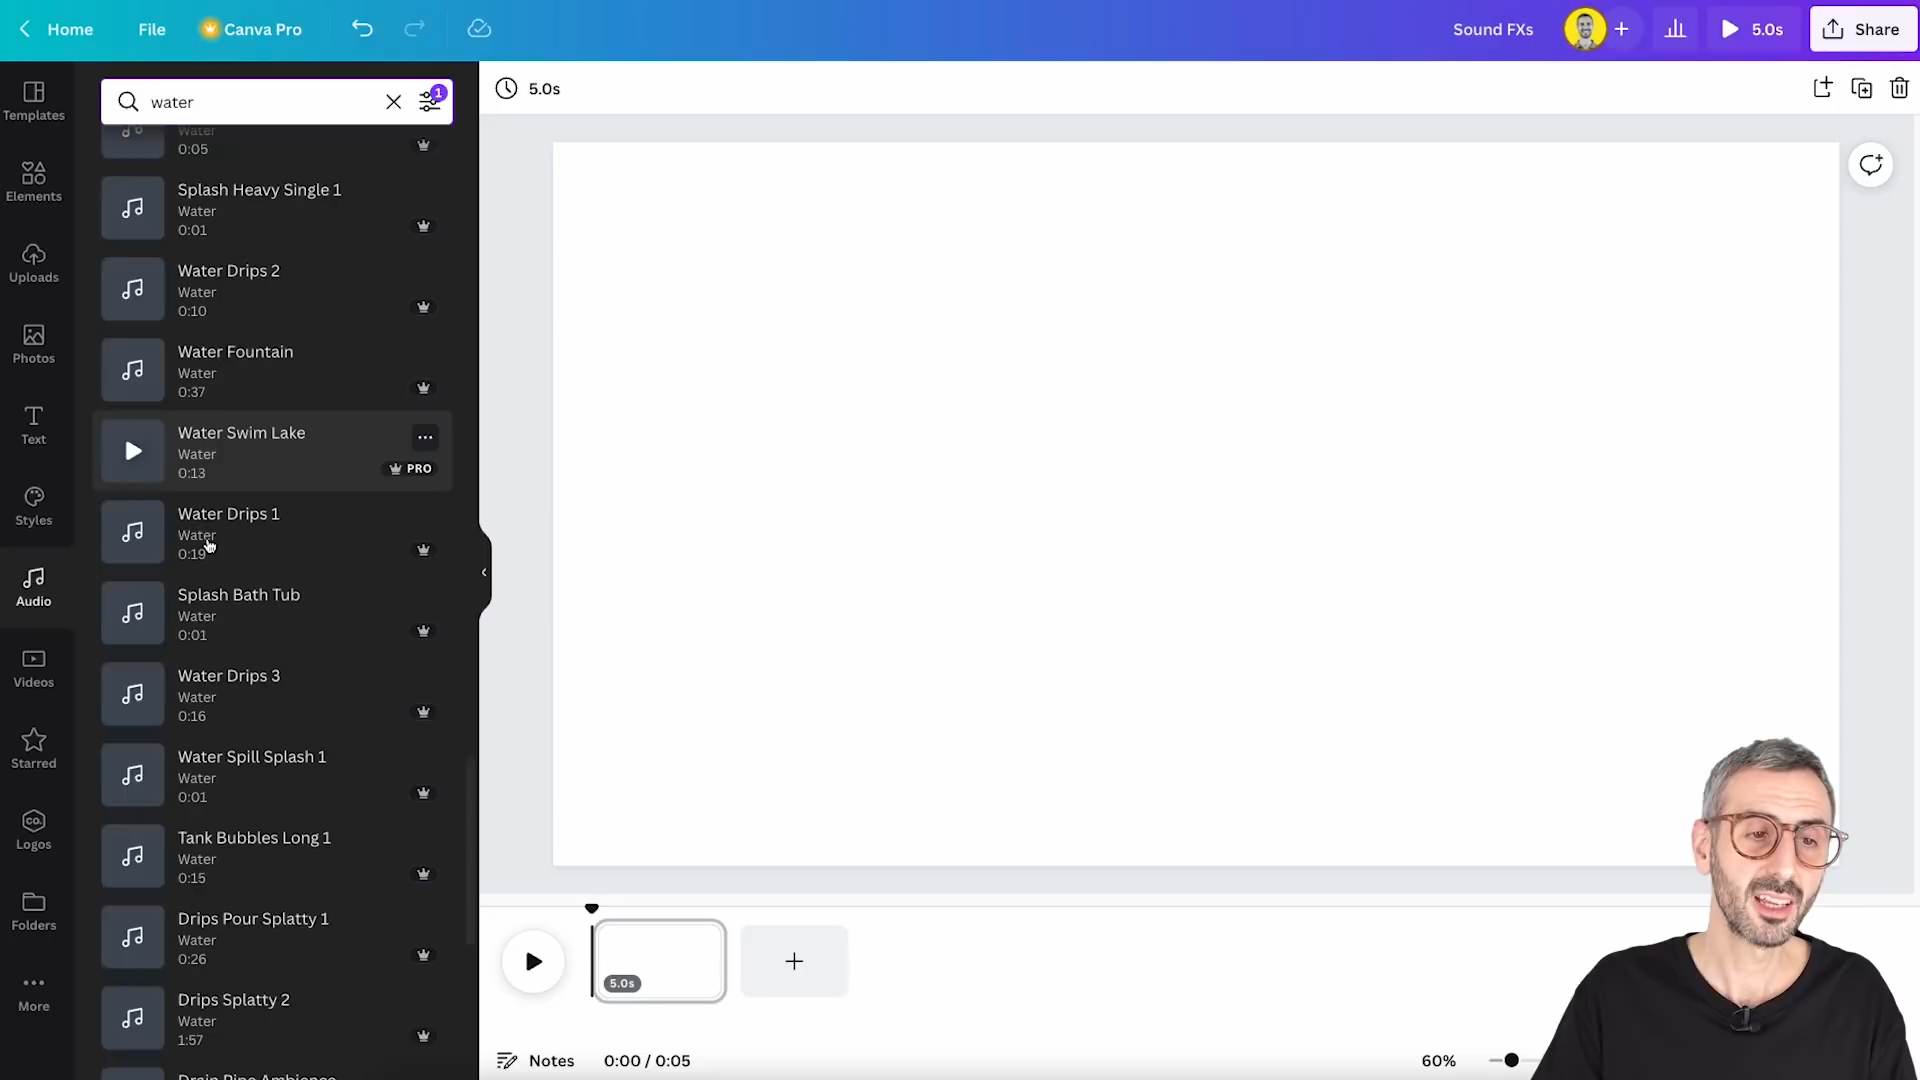 Home
File
Canva Pro
Sound FXs
5.0s
Share
water
1
5.0s
Templates
Elements
Uploads
Photos
Text
Styles
Audio
Videos
Starred
CO.
Logos
Folders
More
Water
0:05
Splash Heavy Single 1
Water
0:01
Water Drips 2
Water
0:10
Water Fountain
Water
0:37
Water Swim Lake
Water
0:13
PRO
Water Drips 1
Water
0:19
Splash Bath Tub
Water
0:01
Water Drips 3
Water
0:16
Water Spill Splash 1
Water
0:01
Tank Bubbles Long 1
Water
0:15
Drips Pour Splatty 1
Water
0:26
Drips Splatty 2
Water
1:57
Drain Pipe Ambience
5.0s
Notes
0:00 / 0:05
60%